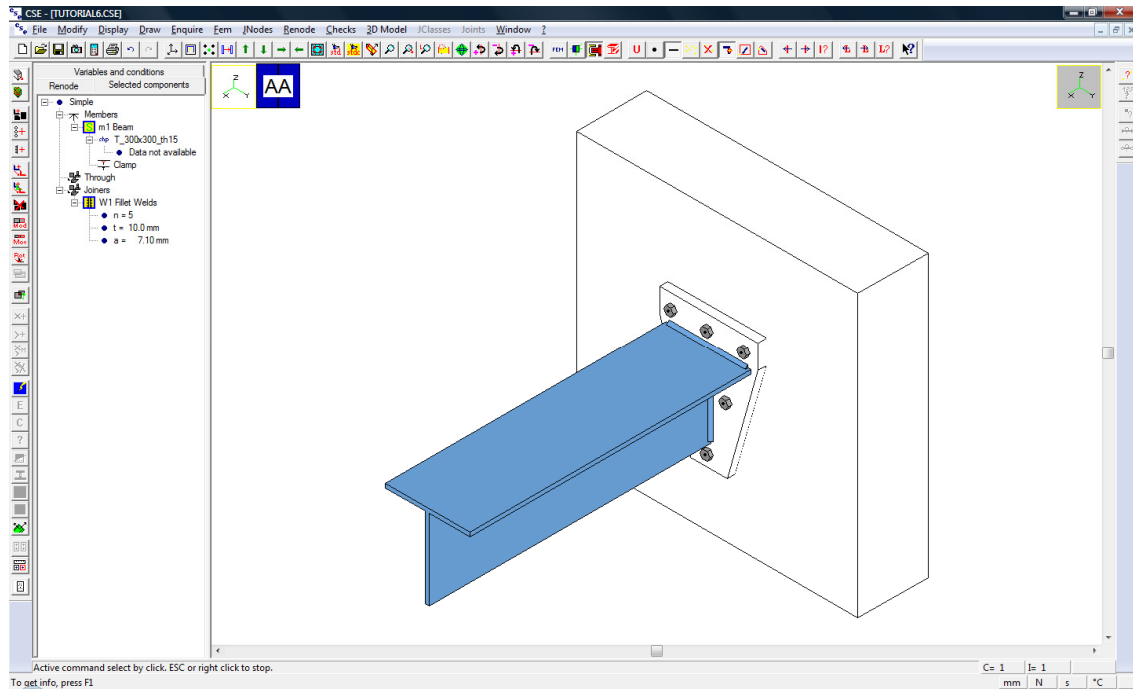 CSE - [TUTORIAL6.CSE]
File Modify Display Draw Enquire Fem JNodes Renode Checks 3D Model JClasses Joints Window ?
Variables and conditions
Renode Selected components
Simple
Members
m1 Beam
T_300x300_th15
Data not available
Clamp
Through
Joiners
W1 Fillet Welds
n = 5
t = 10.0 mm
a = 7.10 mm
Z
X Y
AA
Z
X Y
Active command select by click. ESC or right click to stop.
C= 1 I= 1
To get info, press F1
mm N s °C